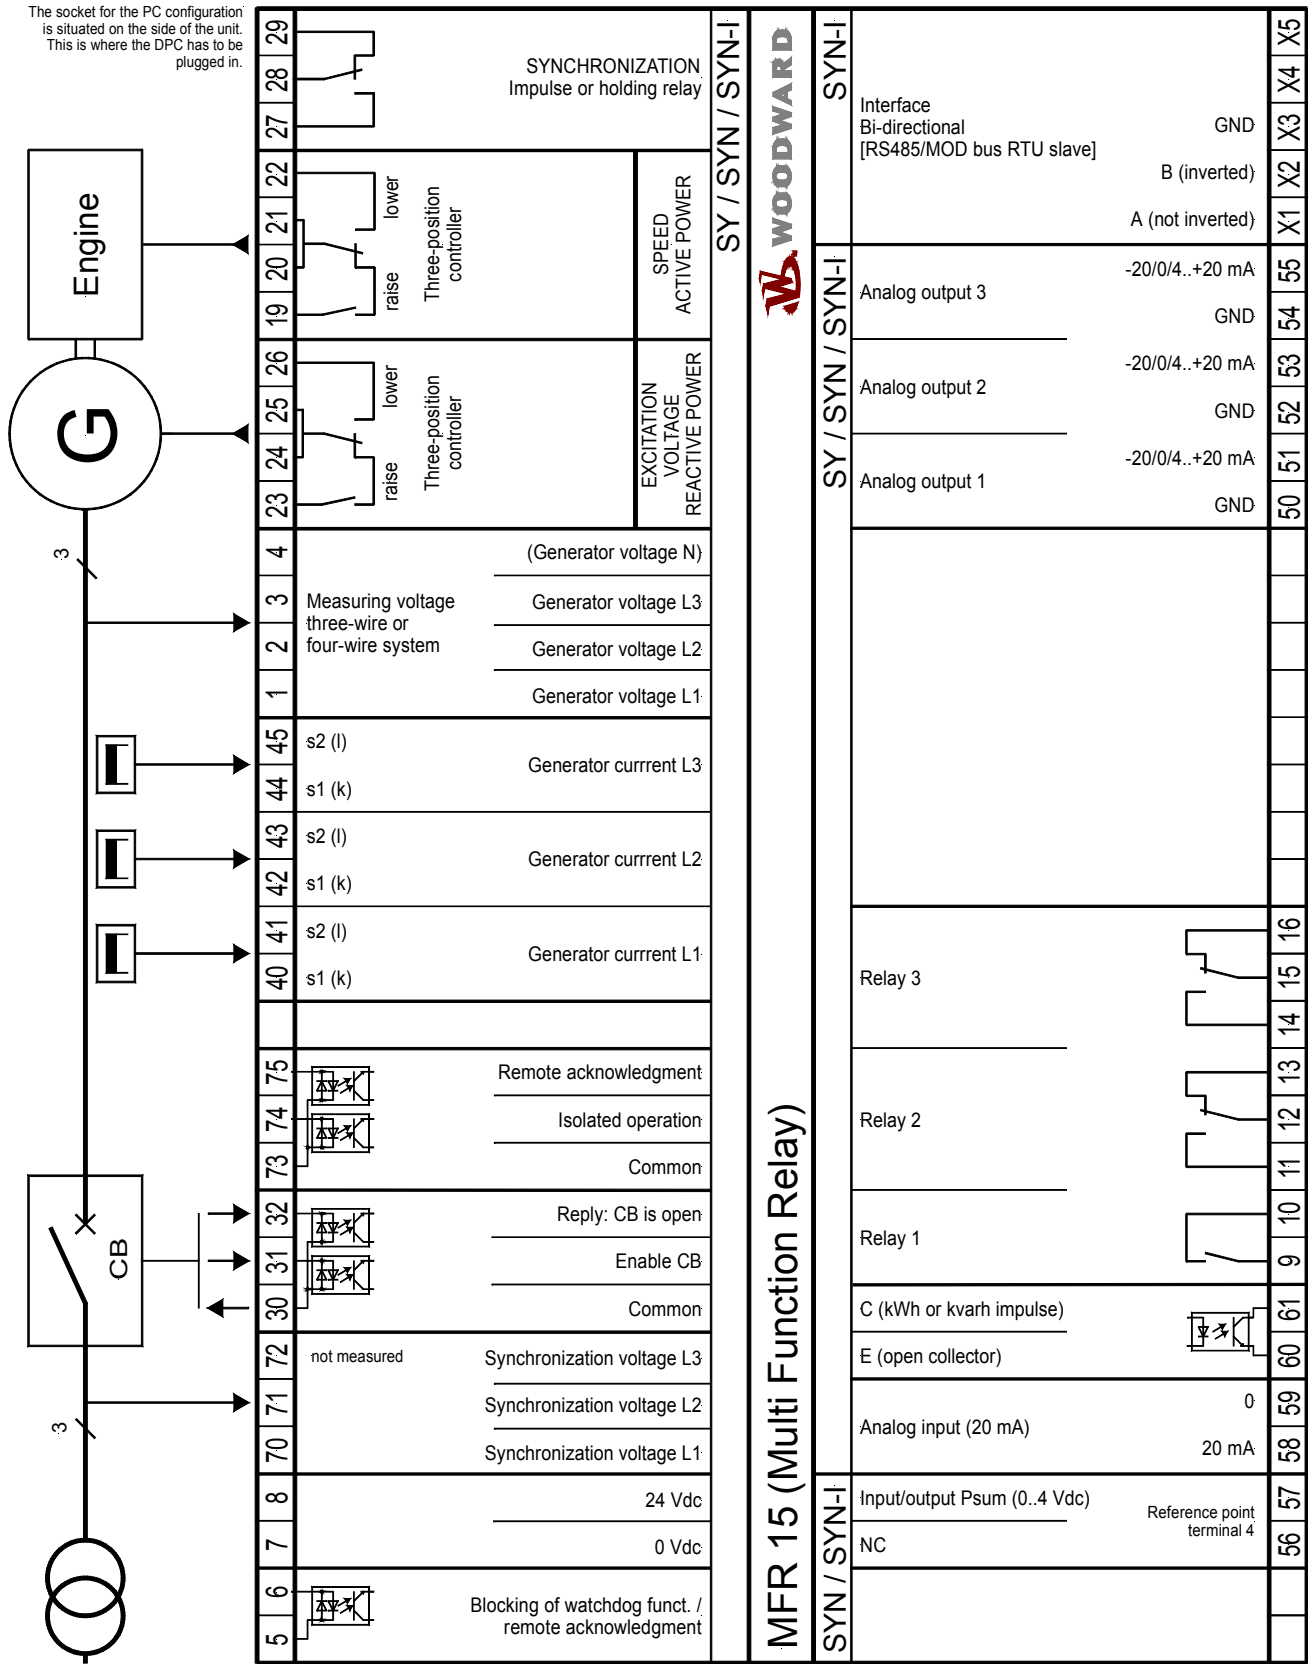 The socket for the PC configuration
is situated on the side of the unit.
This is where the DPC has to be
plugged in.
Engine
G
3
CB
3
29
28
27
22
21
20
19
26
25
24
23
4
3
2
1
45
44
43
42
41
40
75
74
73
32
31
30
72
71
70
8
7
6
5
SYNCHRONIZATION
Impulse or holding relay
lower
raise
Three-position
controller
SPEED
ACTIVE POWER
lower
raise
Three-position
controller
EXCITATION
VOLTAGE
REACTIVE POWER
(Generator voltage N)
Measuring voltage
three-wire or
four-wire system
Generator voltage L3
Generator voltage L2
Generator voltage L1
s2 (l)
Generator currrent L3
s1 (k)
s2 (l)
Generator currrent L2
s1 (k)
s2 (l)
Generator currrent L1
s1 (k)
Remote acknowledgment
Isolated operation
Common
Reply: CB is open
Enable CB
Common
not measured
Synchronization voltage L3
Synchronization voltage L2
Synchronization voltage L1
24 Vdc
0 Vdc
Blocking of watchdog funct. /
remote acknowledgment
SY / SYN / SYN-I
WOODWARD
MFR 15 (Multi Function Relay)
SYN-I
SY / SYN / SYN-I
SYN / SYN-I
Interface
Bi-directional
[RS485/MOD bus RTU slave]
GND
B (inverted)
A (not inverted)
-20/0/4..+20 mA
Analog output 3
GND
-20/0/4..+20 mA
Analog output 2
GND
-20/0/4..+20 mA
Analog output 1
GND
Relay 3
Relay 2
Relay 1
C (kWh or kvarh impulse)
E (open collector)
0
Analog input (20 mA)
20 mA
Input/output Psum (0..4 Vdc)
Reference point
terminal 4
NC
X5
X4
X3
X2
X1
55
54
53
52
51
50
16
15
14
13
12
11
10
9
61
60
59
58
57
56